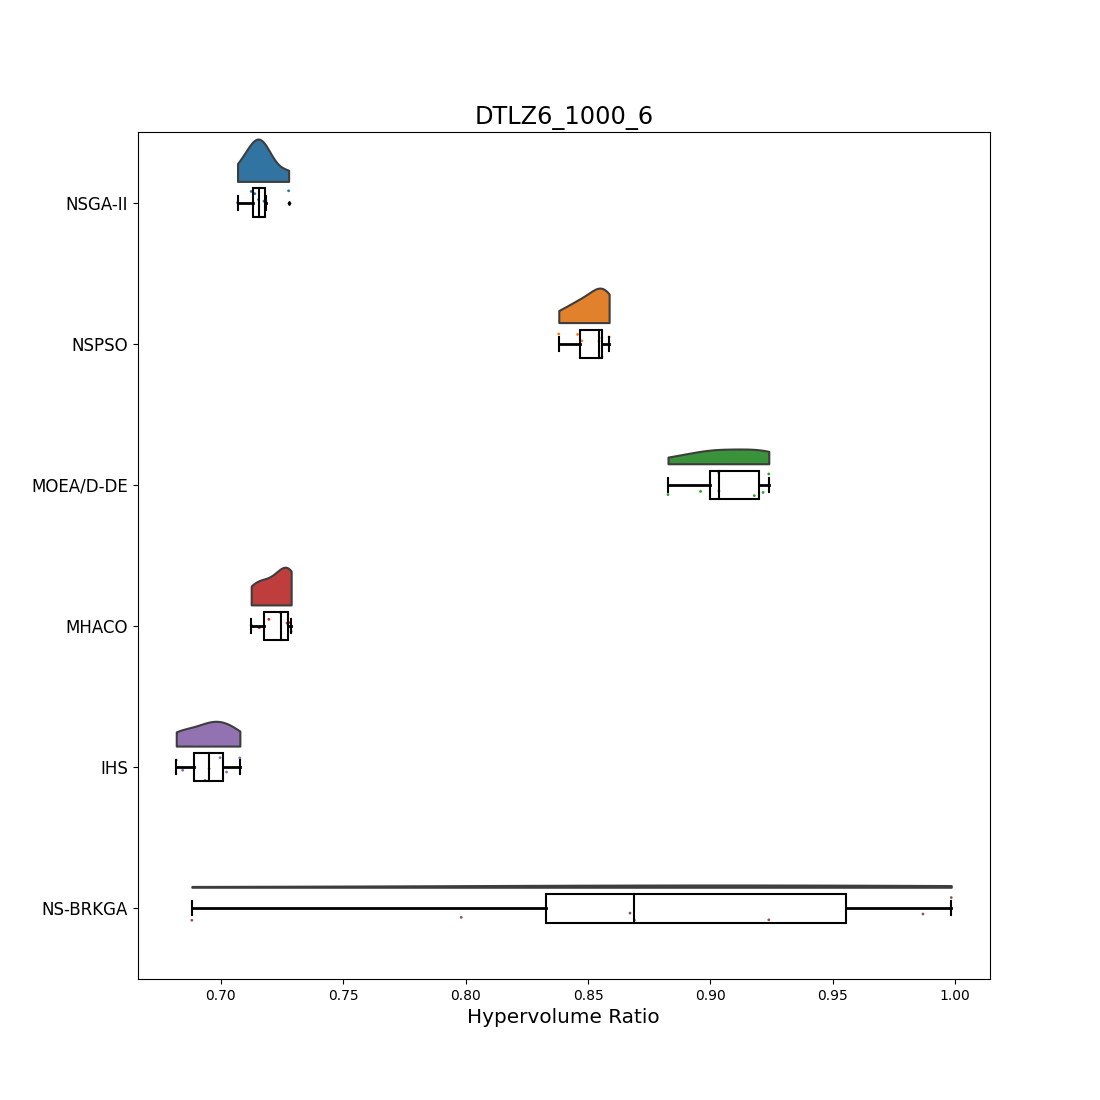 DTLZ6_1000_6
NSGA-II
NSPSO
MOEA/D-DE
MHACO
IHS
NS-BRKGA
0.70 0.75 0.80 0.85 0.90 0.95 1.00
Hypervolume Ratio